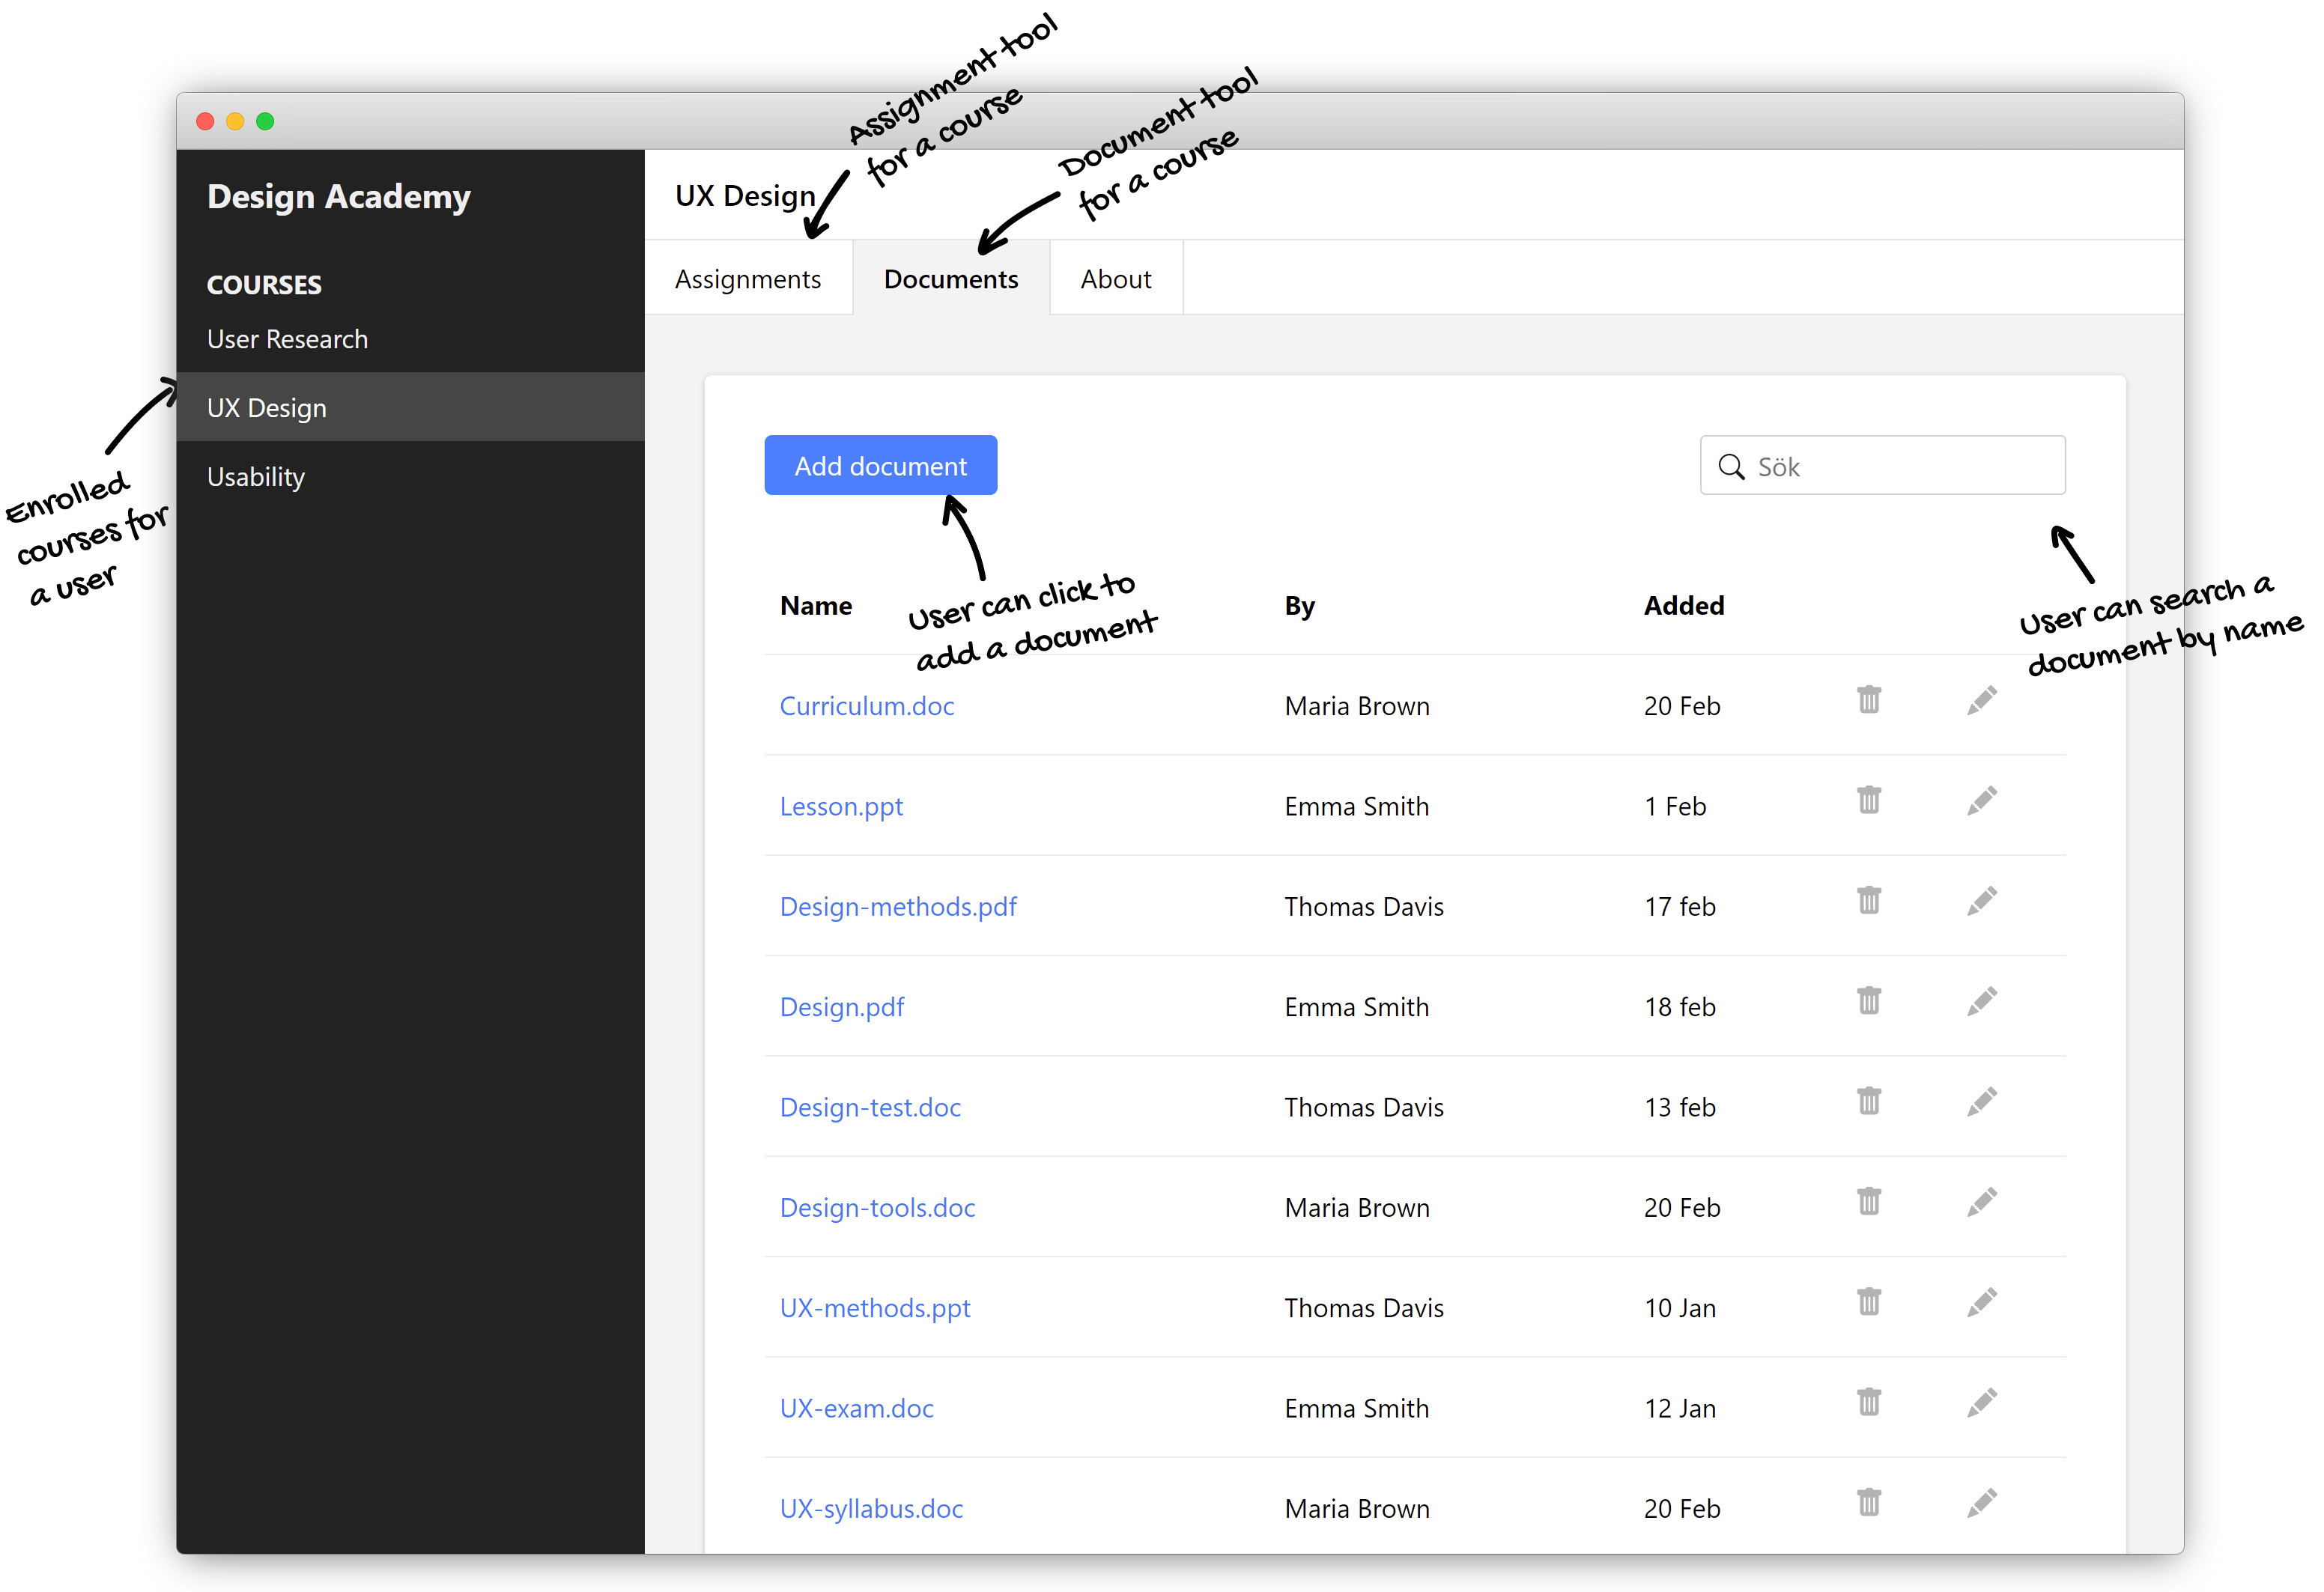 Assignment tool
for a course
Document tool
for a course
Design Academy
UX Design
COURSES
User Research
UX Design
Usability
Enrolled
courses for
a user
Assignments
Documents
About
Add document
Sök
User can click to
add a document
User can search a
document by name
Name
By
Added
Curriculum.doc Maria Brown 20 Feb
Lesson.ppt Emma Smith 1 Feb
Design-methods.pdf Thomas Davis 17 feb
Design.pdf Emma Smith 18 feb
Design-test.doc Thomas Davis 13 feb
Design-tools.doc Maria Brown 20 Feb
UX-methods.ppt Thomas Davis 10 Jan
UX-exam.doc Emma Smith 12 Jan
UX-syllabus.doc Maria Brown 20 Feb